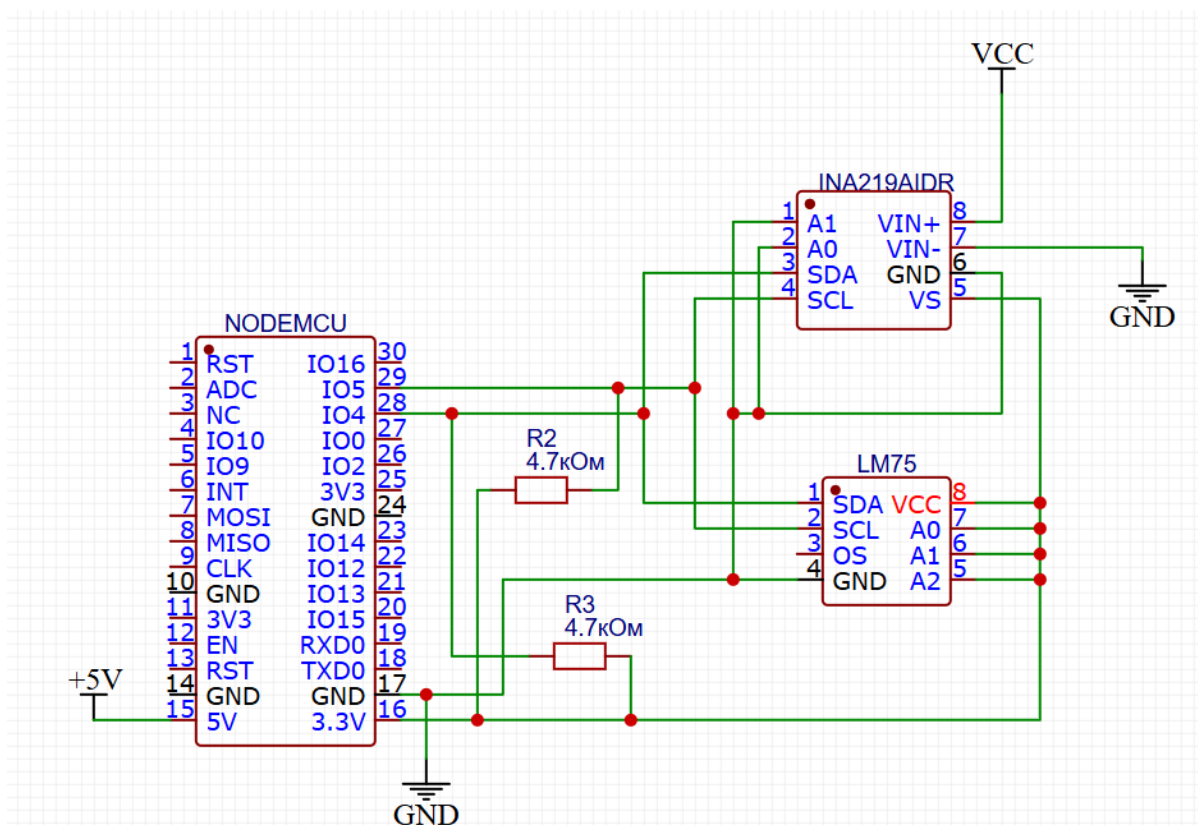 VCC
INA219AIDR
1 A1 VIN+ 8
2 A0 VIN- 7
3 SDA GND 6
4 SCL VS 5
GND
NODEMCU
1 RST IO16 30
2 ADC IO5 29
3 NC IO4 28
4 IO10 IO0 27
5 IO9 IO2 26
6 INT 3V3 25
7 MOSI GND 24
8 MISO IO14 23
9 CLK IO12 22
10 GND IO13 21
11 3V3 IO15 20
12 EN RXD0 19
13 RST TXD0 18
14 GND GND 17
15 5V 3.3V 16
R2
4.7кОм
LM75
1 SDA VCC 8
2 SCL A0 7
3 OS A1 6
4 GND A2 5
R3
4.7кОм
+5V
GND